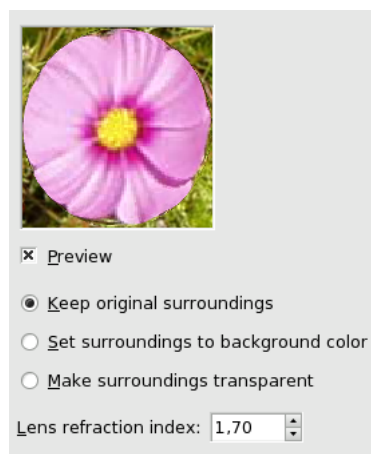 Preview
Keep original surroundings
Set surroundings to background color
Make surroundings transparent
Lens refraction index: 1,70